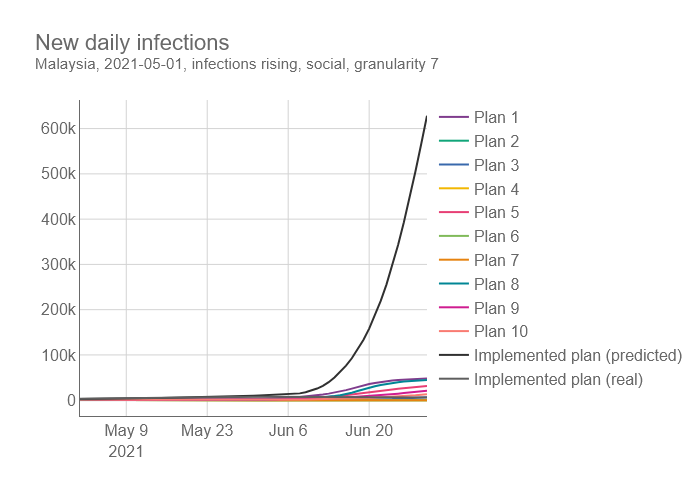 New daily infections
Malaysia, 2021-05-01, infections rising, social, granularity 7
600k
500k
400k
300k
200k
100k
0
May 9
2021
May 23
Jun 6
Jun 20
Plan 1
Plan 2
Plan 3
Plan 4
Plan 5
Plan 6
Plan 7
Plan 8
Plan 9
Plan 10
Implemented plan (predicted)
Implemented plan (real)